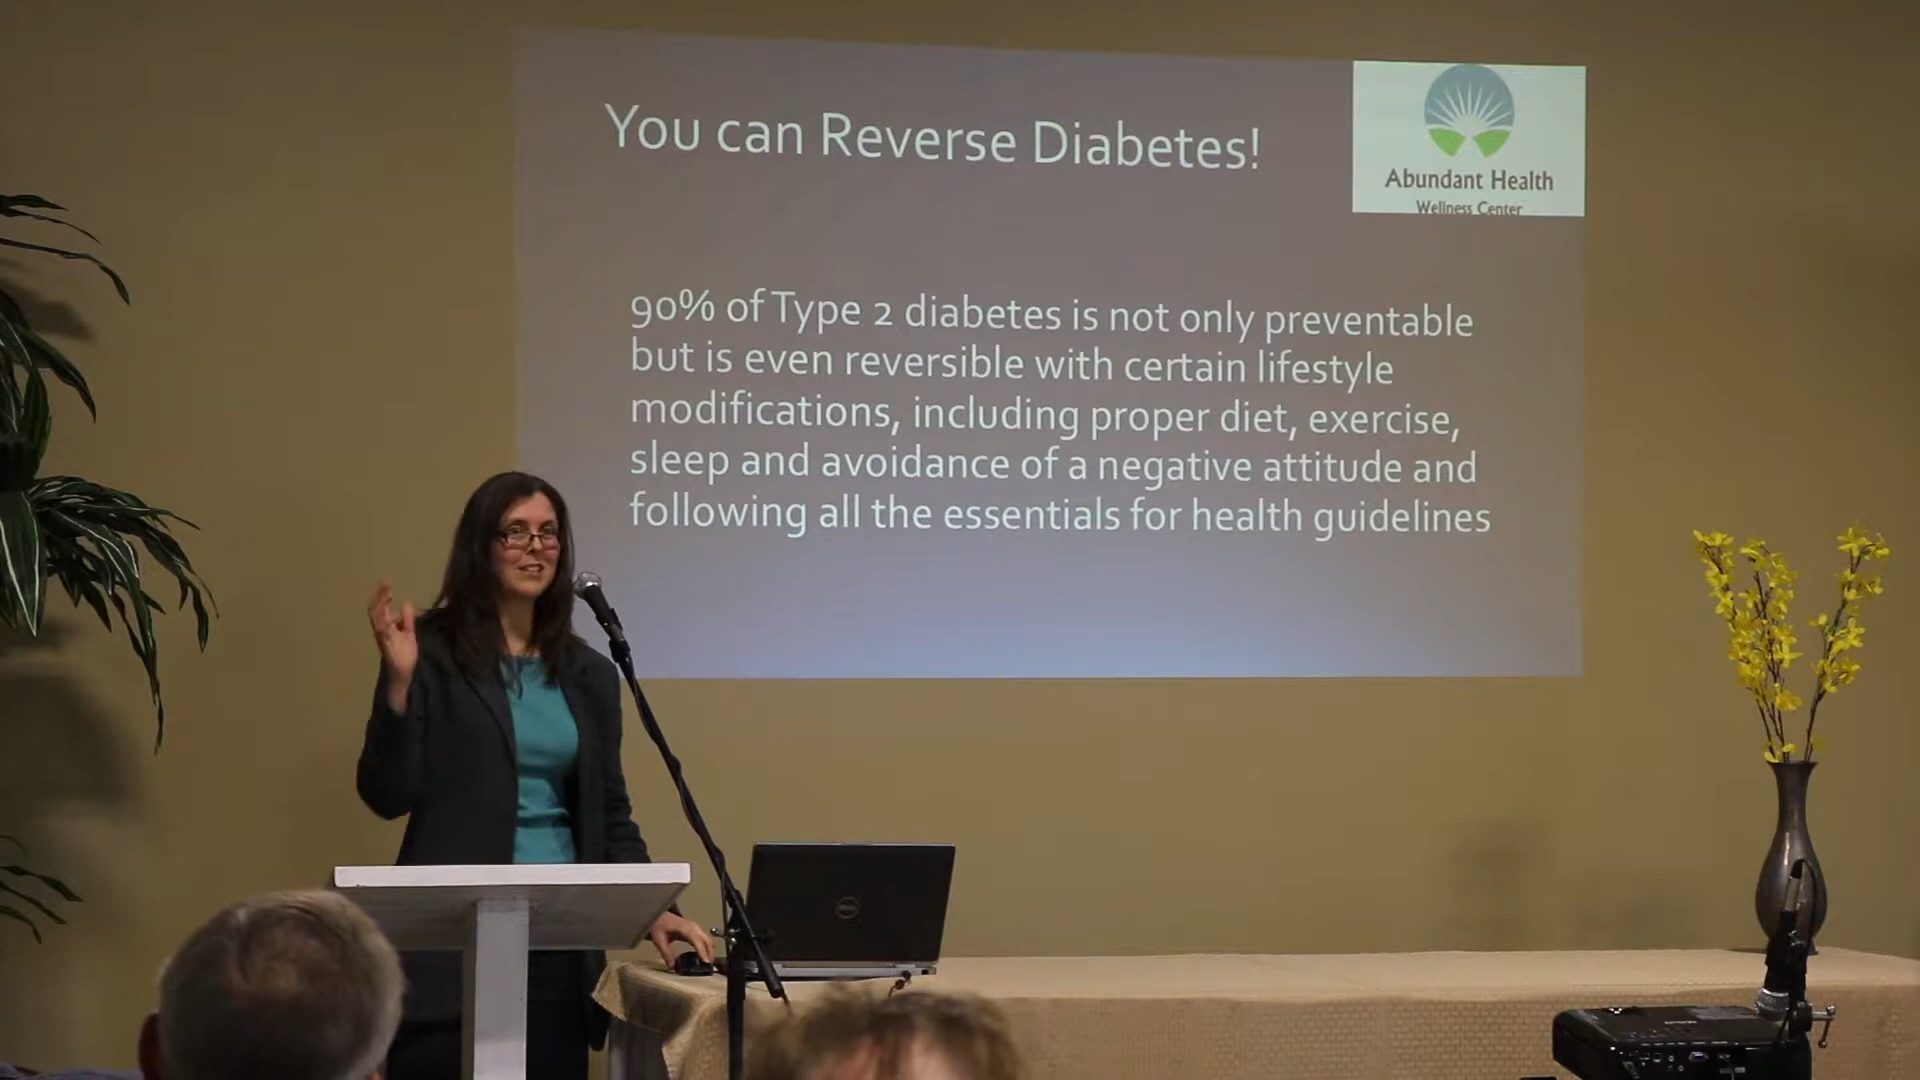 You can Reverse Diabetes!
Abundant Health
Wellness Center
90% of Type 2 diabetes is not only preventable
but is even reversible with certain lifestyle
modifications, including proper diet, exercise,
sleep and avoidance of a negative attitude and
following all the essentials for health guidelines
DELL
EPSON